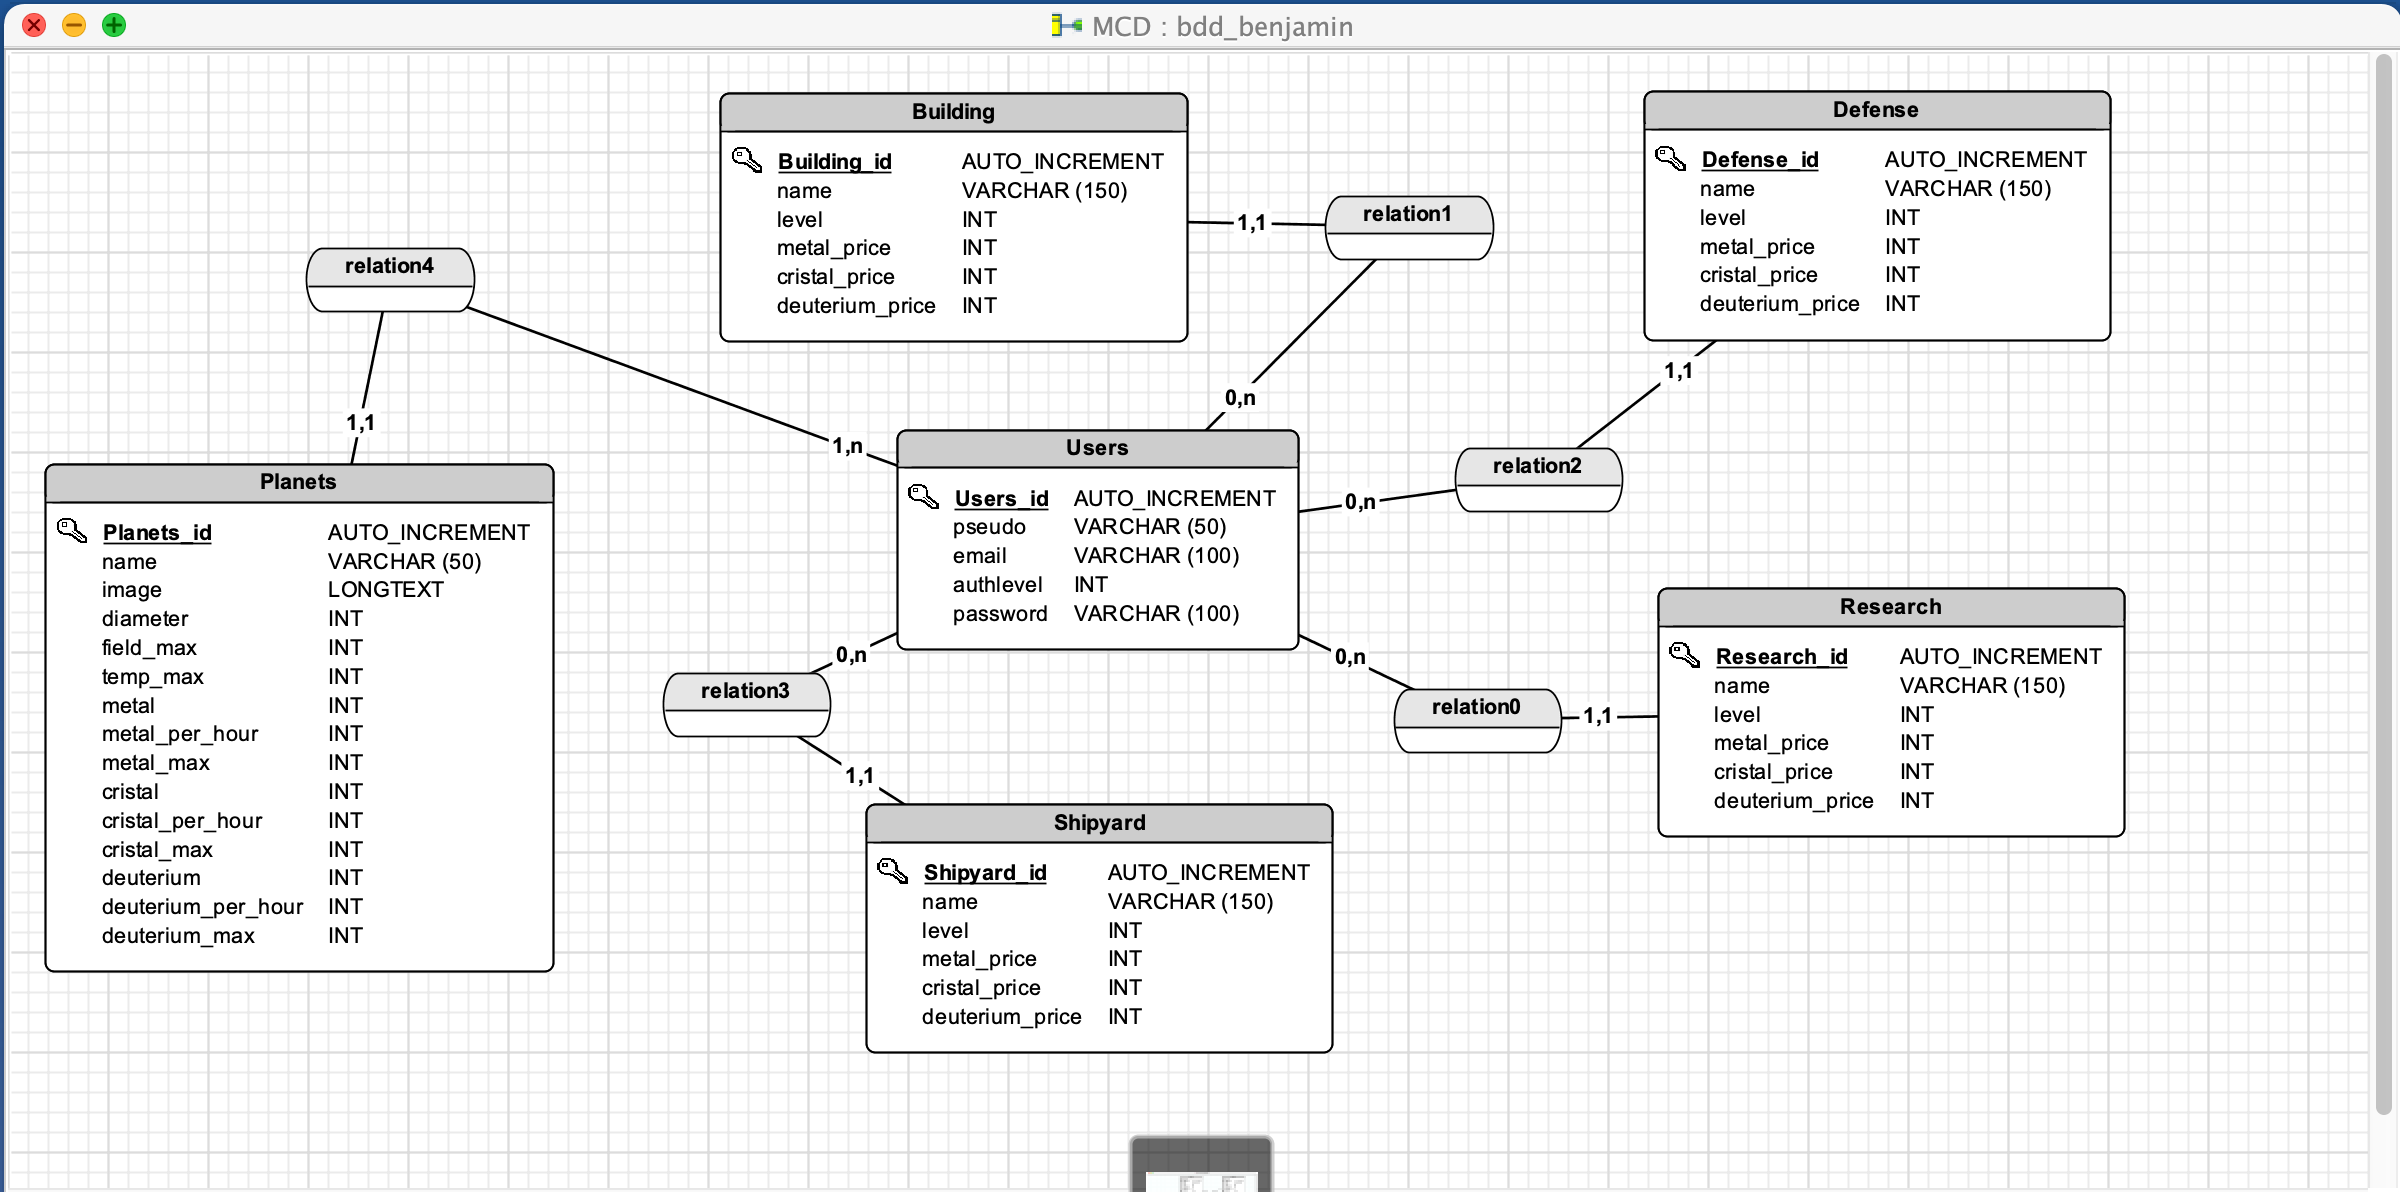 MCD : bdd_benjamin
Building
Building_id AUTO_INCREMENT
name VARCHAR (150)
level INT
metal_price INT
cristal_price INT
deuterium_price INT
Defense
Defense_id AUTO_INCREMENT
name VARCHAR (150)
level INT
metal_price INT
cristal_price INT
deuterium_price INT
relation1
1,1
0,n
relation4
1,1
1,n
relation2
1,1
0,n
Users
Users_id AUTO_INCREMENT
pseudo VARCHAR (50)
email VARCHAR (100)
authlevel INT
password VARCHAR (100)
Planets
Planets_id AUTO_INCREMENT
name VARCHAR (50)
image LONGTEXT
diameter INT
field_max INT
temp_max INT
metal INT
metal_per_hour INT
metal_max INT
cristal INT
cristal_per_hour INT
cristal_max INT
deuterium INT
deuterium_per_hour INT
deuterium_max INT
0,n
relation3
1,1
0,n
relation0
1,1
Research
Research_id AUTO_INCREMENT
name VARCHAR (150)
level INT
metal_price INT
cristal_price INT
deuterium_price INT
Shipyard
Shipyard_id AUTO_INCREMENT
name VARCHAR (150)
level INT
metal_price INT
cristal_price INT
deuterium_price INT